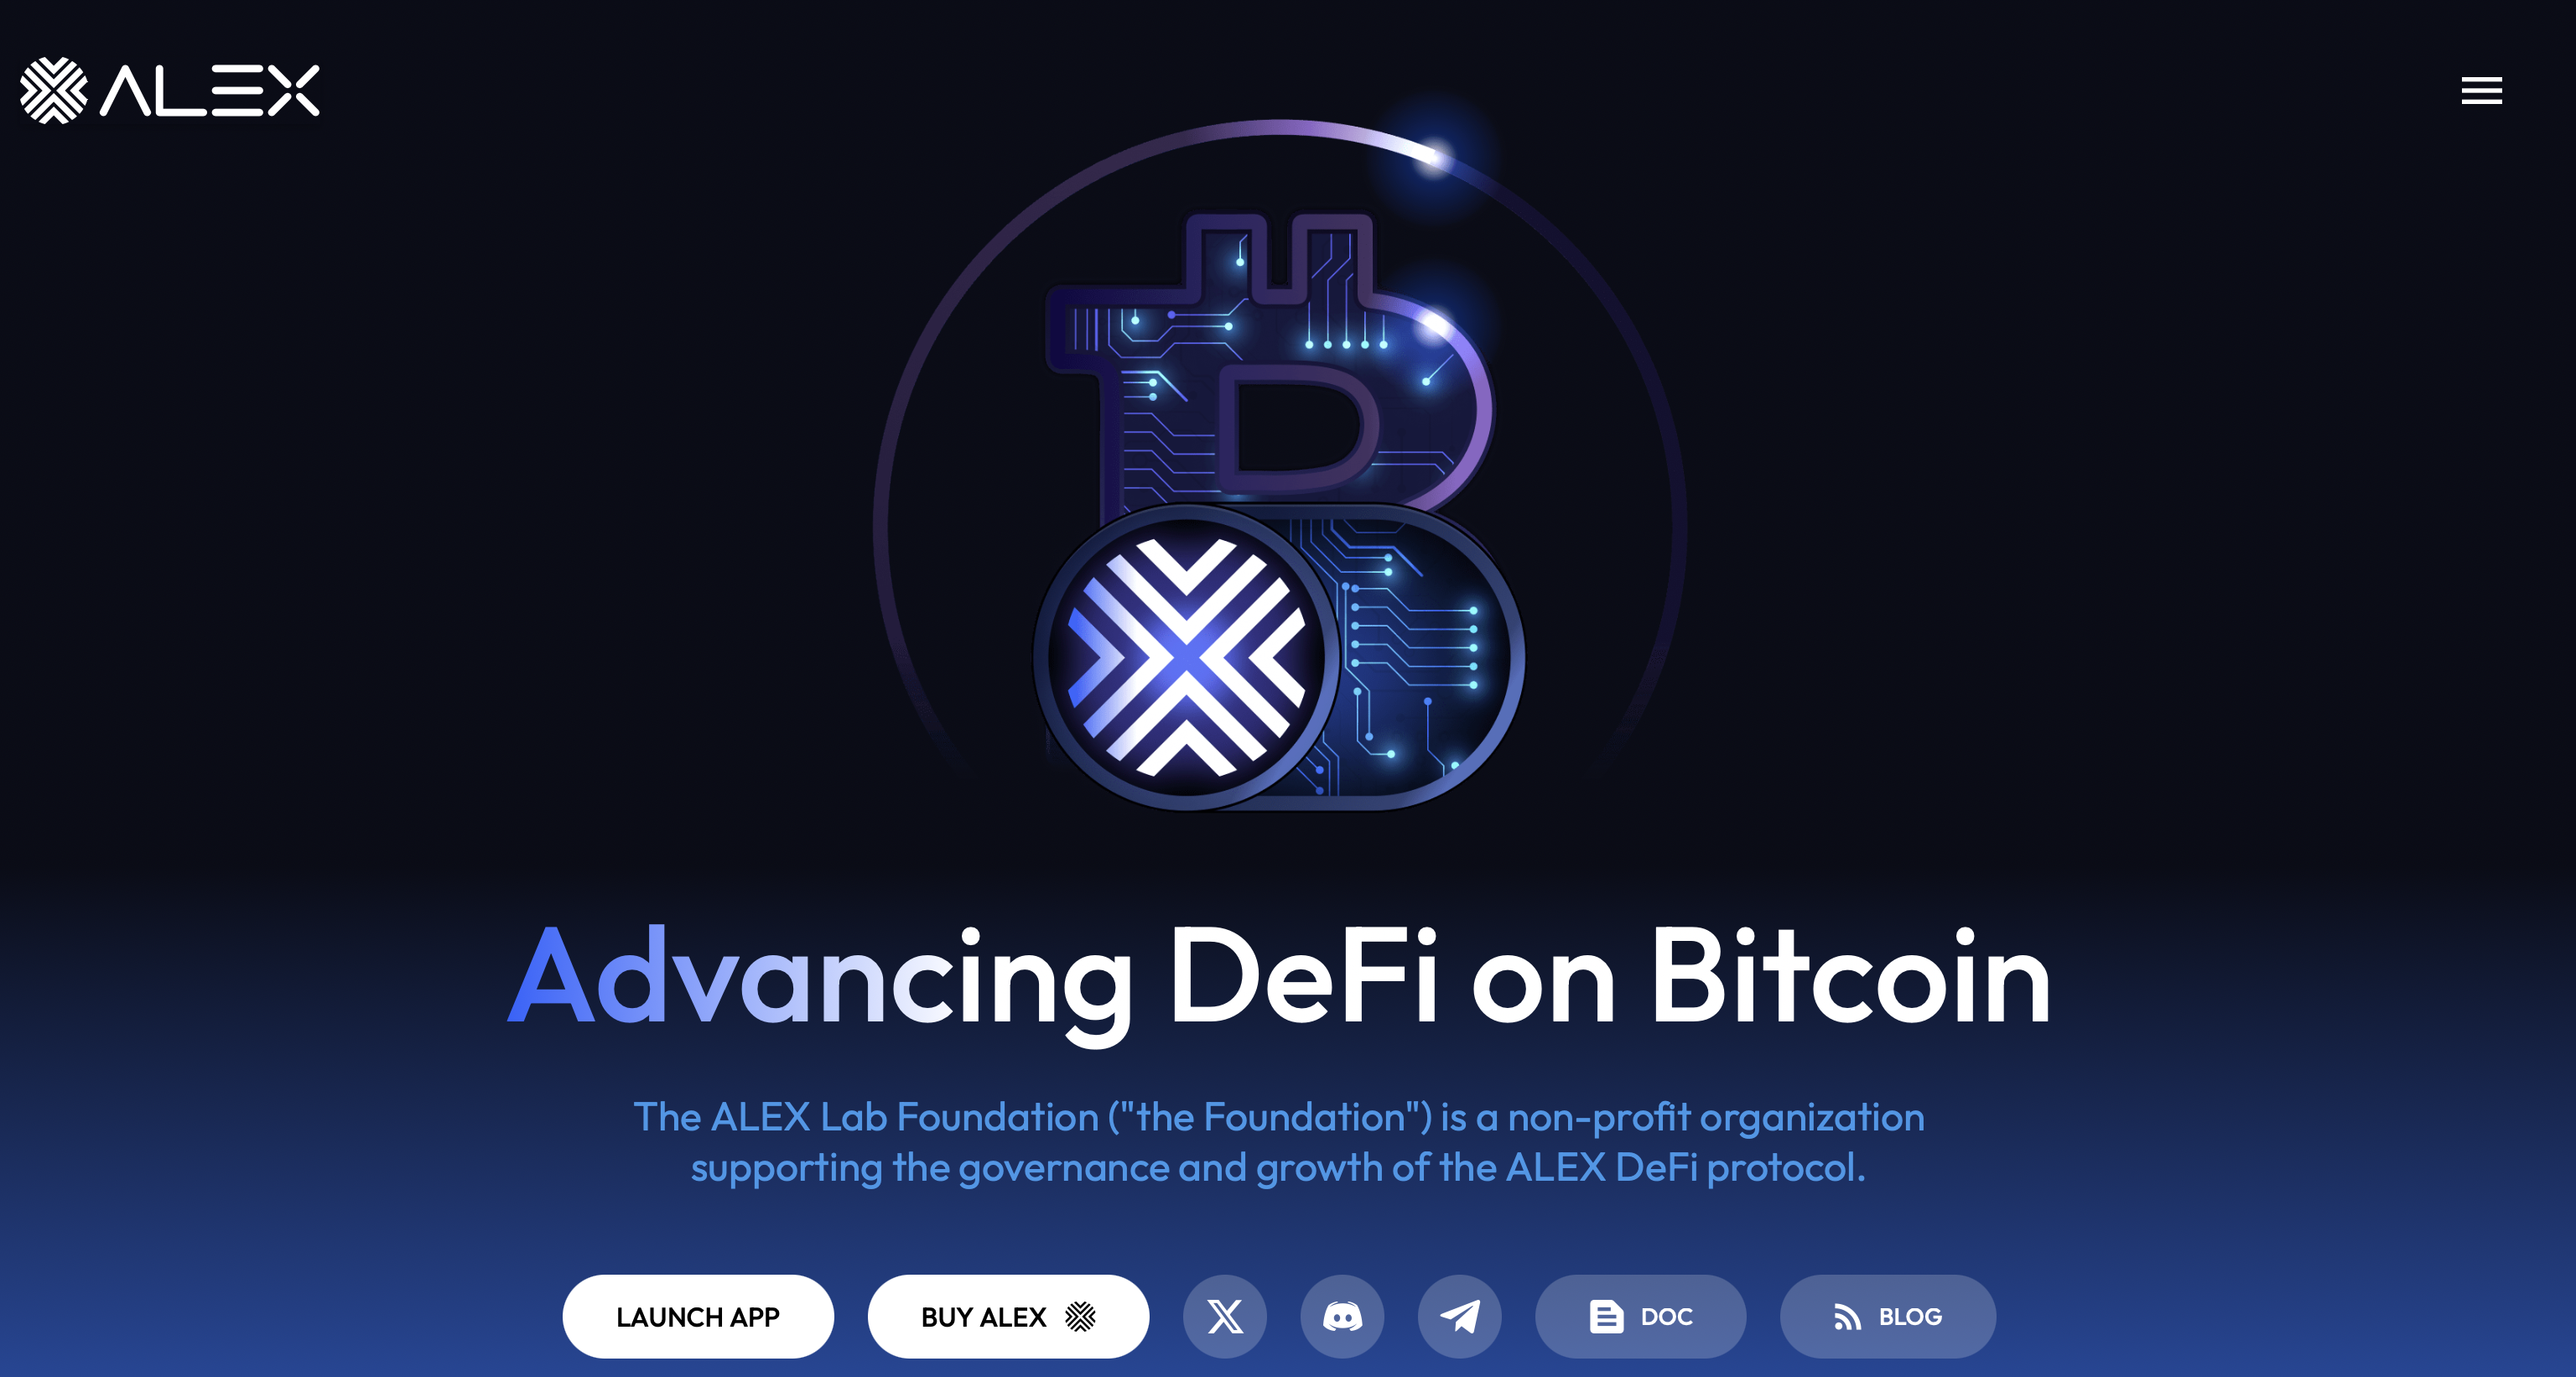 ALEX
Advancing DeFi on Bitcoin
The ALEX Lab Foundation ("the Foundation") is a non-profit organization
supporting the governance and growth of the ALEX DeFi protocol.
LAUNCH APP
BUY ALEX
DOC
BLOG